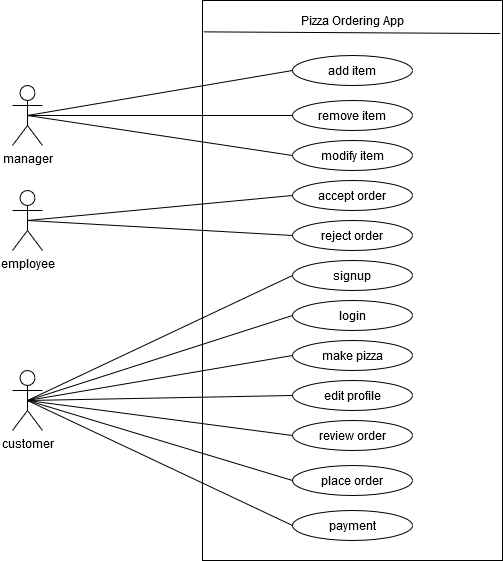 Pizza Ordering App
add item
remove item
manager
modify item
accept order
reject order
employee
signup
login
make pizza
edit profile
customer
review order
place order
payment